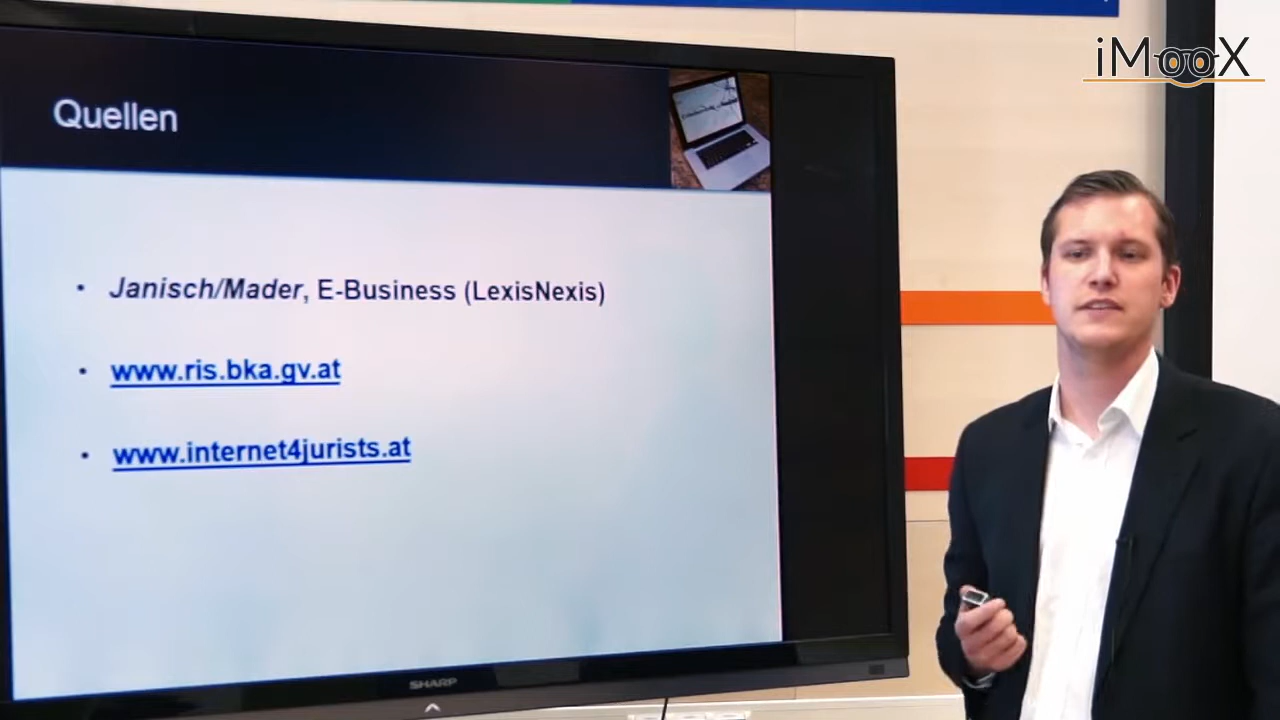 iMooX
Quellen
• Janisch/Mader, E-Business (LexisNexis)
• www.ris.bka.gv.at
• www.internet4jurists.at
SHARP